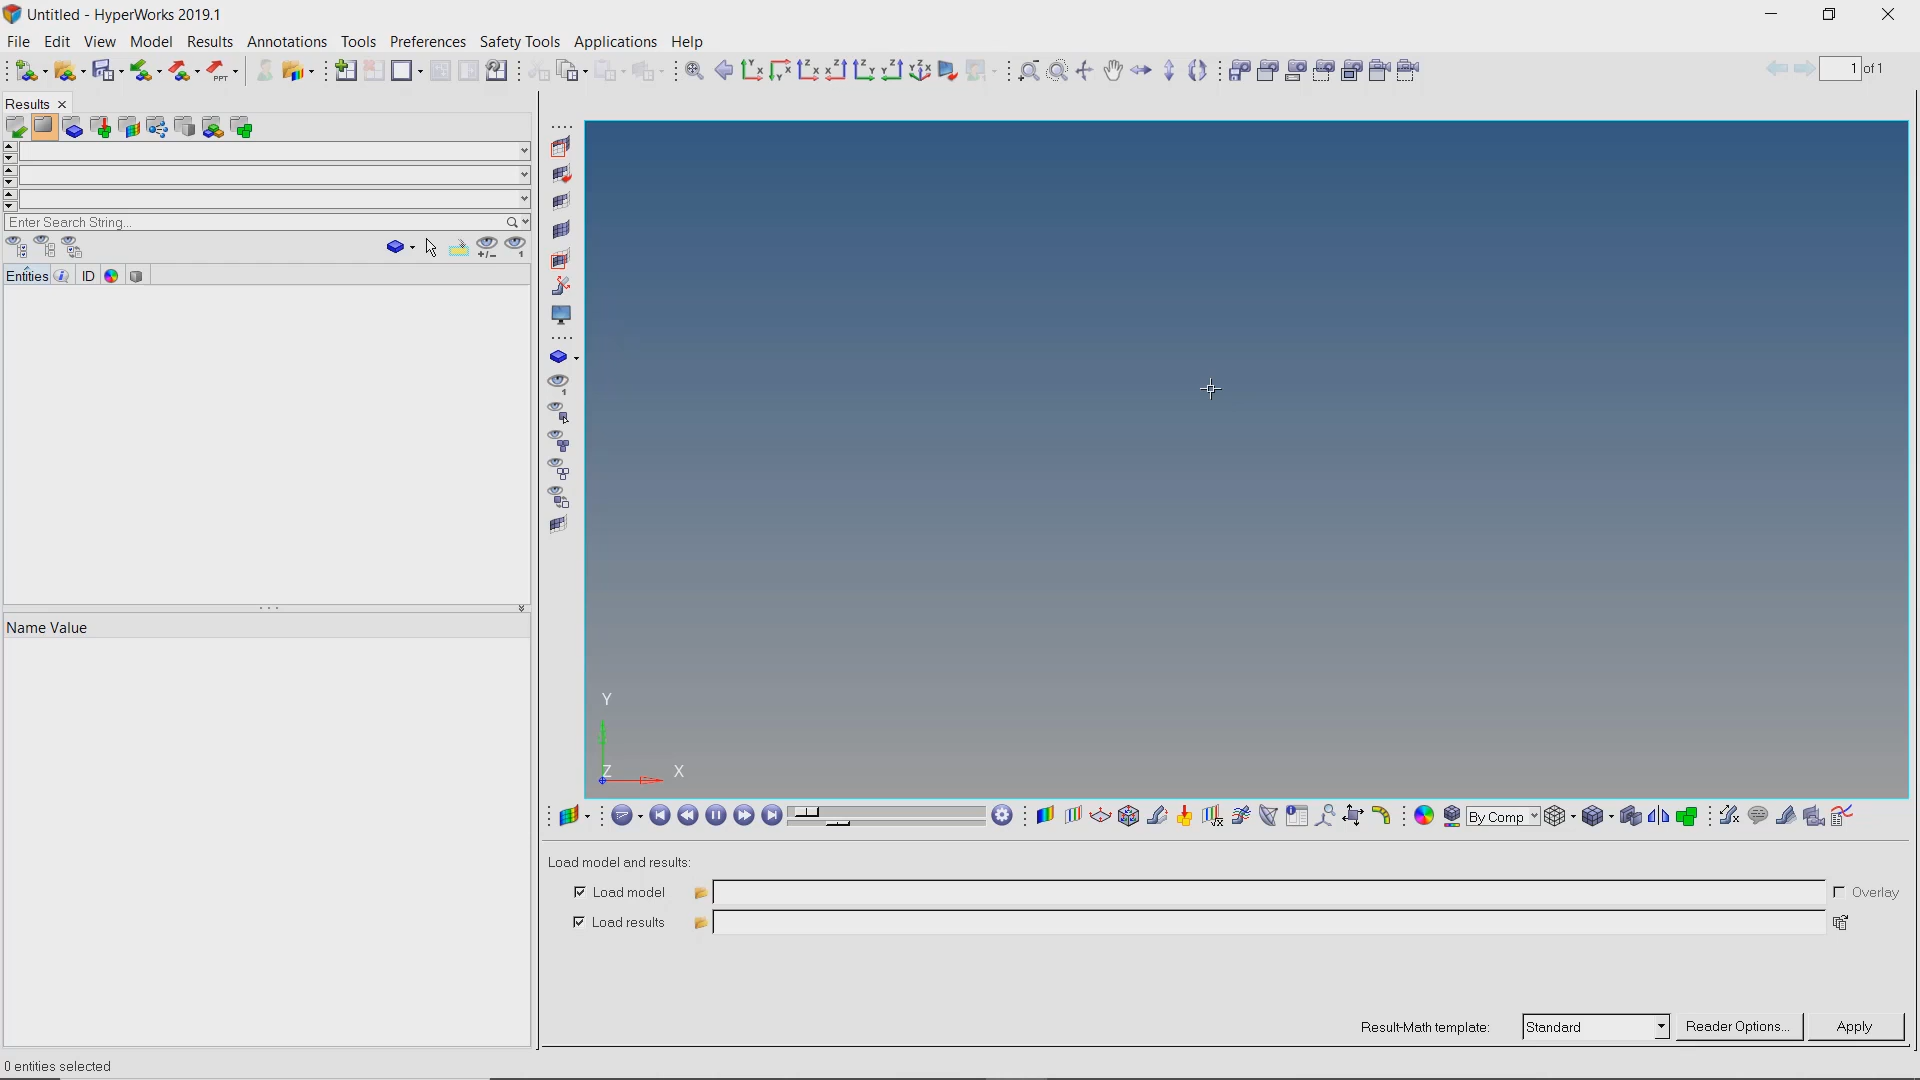 Untitled - HyperWorks 2019.1
File Edit View Model Results Annotations Tools Preferences Safety Tools Applications Help
PPT
1 of 1
Results
Enter Search String...
Entities ID
Name Value
Y
Z X
By Comp
Load model and results:
Load model Overlay
Load results
Result-Math template: Standard Reader Options... Apply
0 entities selected